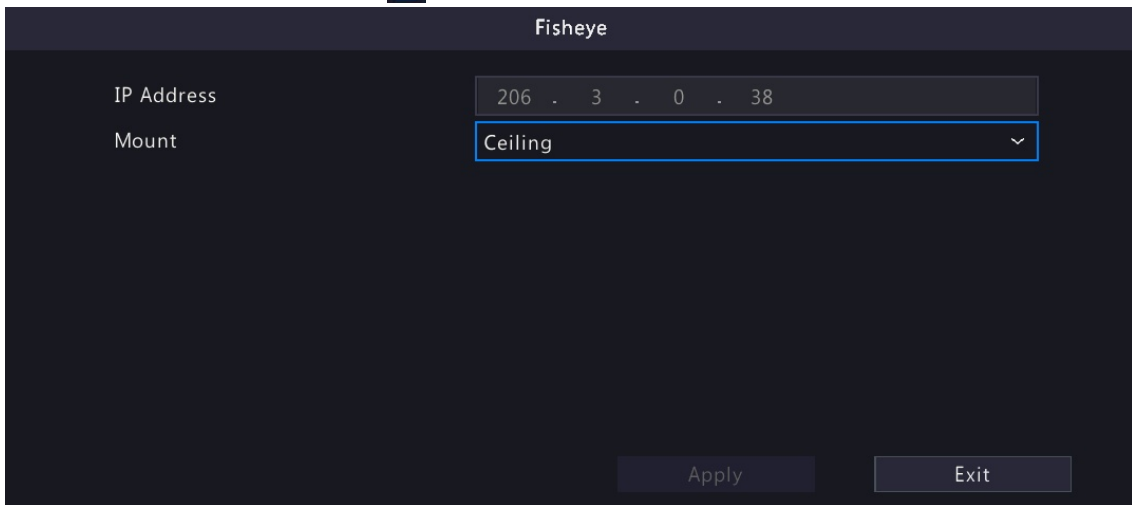 Fisheye
IP Address 206 . 3 . 0 . 38
Mount Ceiling
Apply Exit